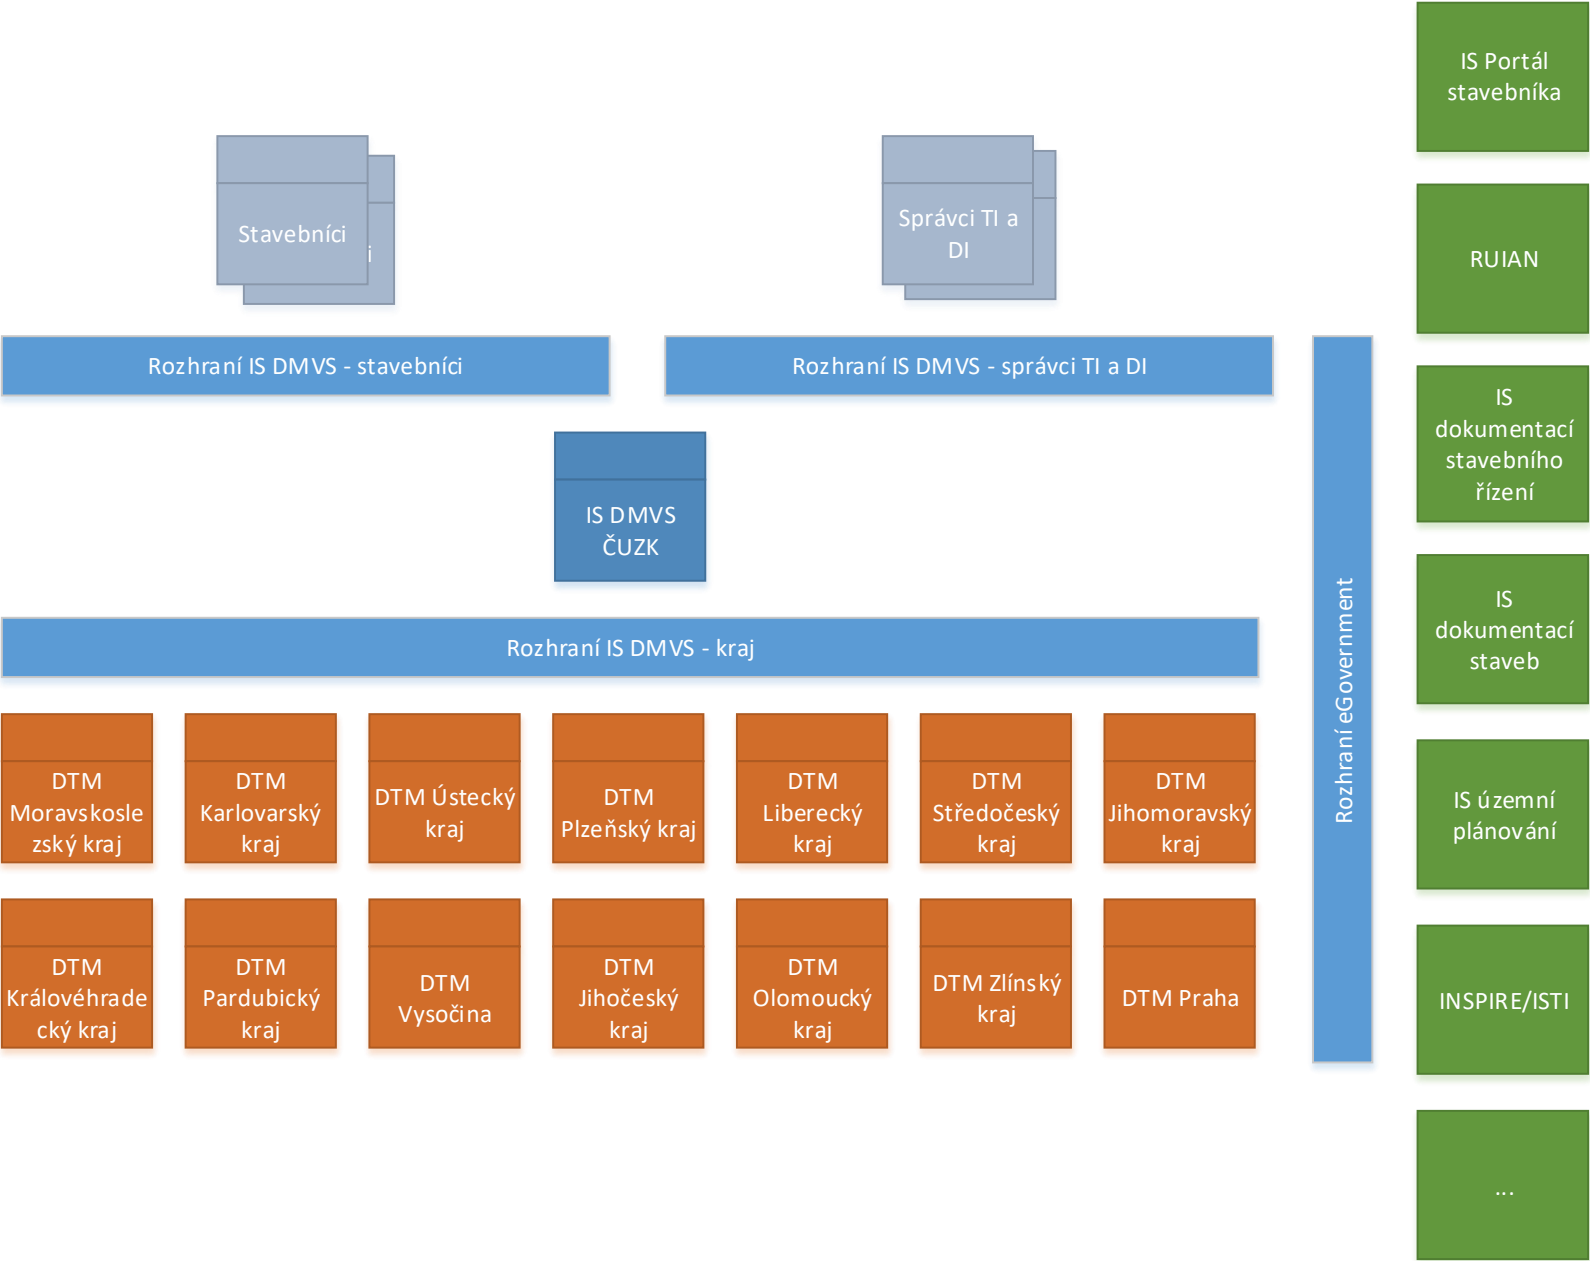 IS Portál
stavebníka
Stavebníci
i
Správci TI a
DI
RUIAN
Rozhraní IS DMVS - stavebníci
Rozhraní IS DMVS - správci TI a DI
IS
dokumentací
stavebního
řízení
IS DMVS
ČUZK
IS
dokumentací
staveb
Rozhraní IS DMVS - kraj
Rozhraní eGovernment
DTM
Moravskosle
zský kraj
DTM
Karlovarský
kraj
DTM Ústecký
kraj
DTM
Plzeňský kraj
DTM
Liberecký
kraj
DTM
Středočeský
kraj
DTM
Jihomoravský
kraj
IS územní
plánování
DTM
Královéhrade
cký kraj
DTM
Pardubický
kraj
DTM
Vysočina
DTM
Jihočeský
kraj
DTM
Olomoucký
kraj
DTM Zlínský
kraj
DTM Praha
INSPIRE/ISTI
...